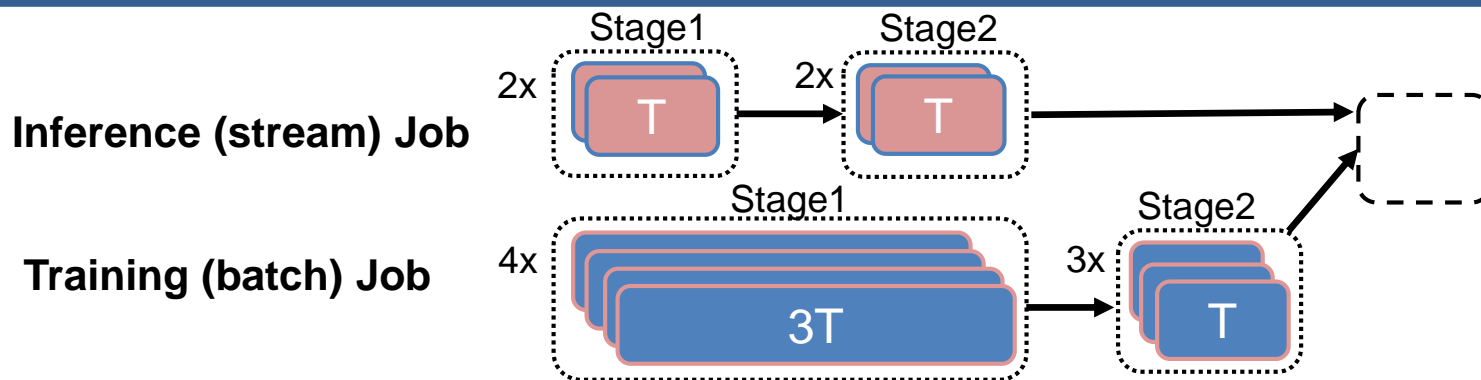 Stage1
Stage2
2x
T
2x
T
Inference (stream) Job
Stage1
Stage2
Training (batch) Job
4x
3T
3x
T